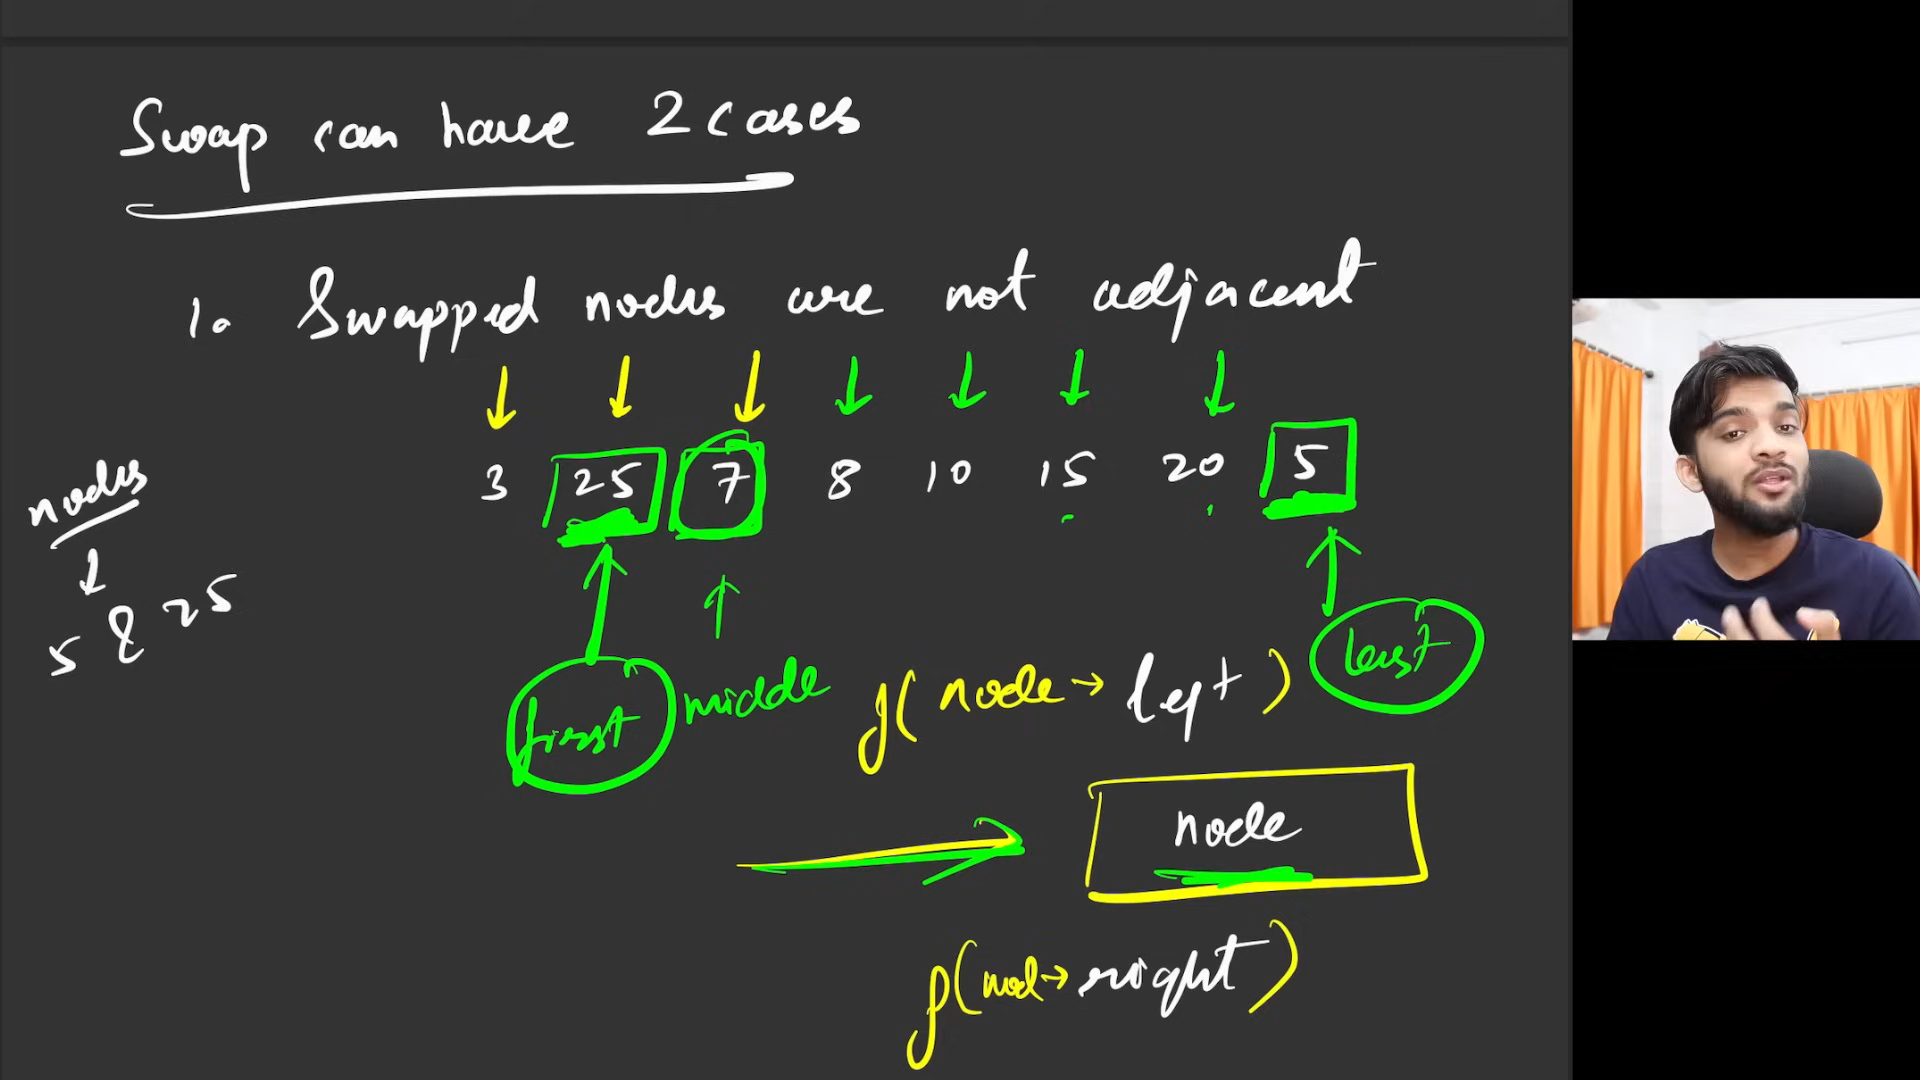 Swap can have 2 cases
1. Swapped nodes are not adjacent
3 25 7 8 10 15 20 5
nodes
5 & 25
first middle last
f(node→left)
node
f(nod→right)